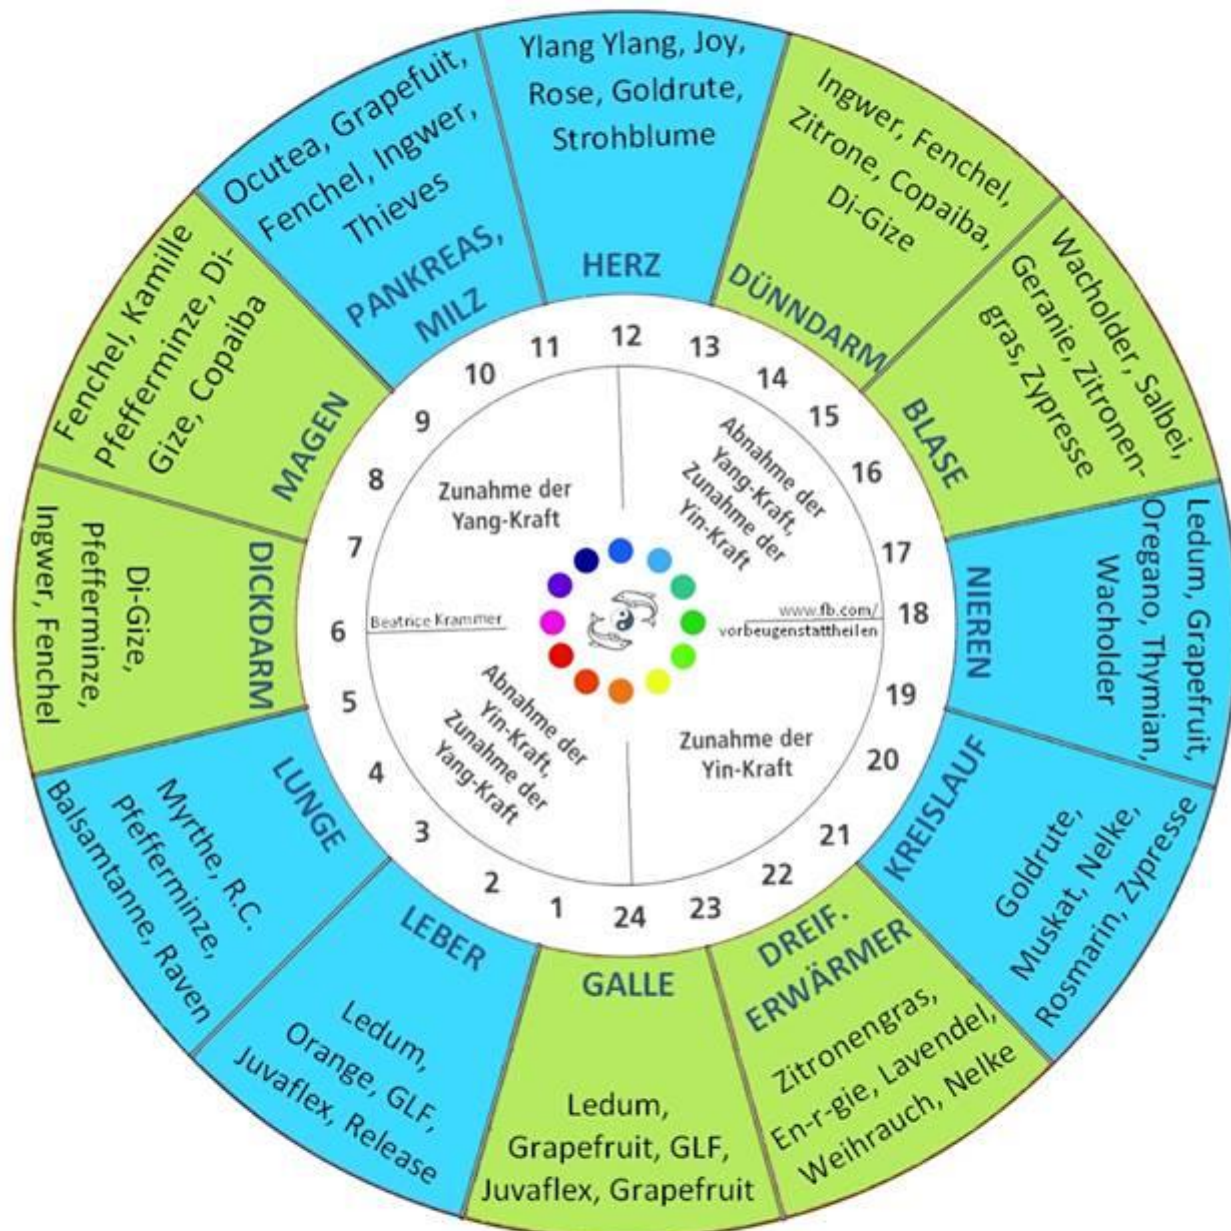 Ylang Ylang, Joy,
Rose, Goldrute,
Strohblume
HERZ
Ingwer, Fenchel,
Zitrone, Copaiba,
Di-Gize
DÜNNDARM
Wacholder, Salbei,
Geranie, Zitronen-
gras, Zypresse
BLASE
Ledum, Grapefruit,
Oregano, Thymian,
Wacholder
NIEREN
Goldrute,
Muskat, Nelke,
Rosmarin, Zypresse
KREISLAUF
DREIF.
ERWÄRMER
Zitronengras,
En-r-gie, Lavendel,
Weihrauch, Nelke
GALLE
Ledum,
Grapefruit, GLF,
Juvaflex, Grapefruit
LEBER
Ledum,
Orange, GLF,
Juvaflex, Release
LUNGE
Myrthe, R.C.
Pfefferminze,
Balsamtanne, Raven
DICKDARM
Di-Gize,
Pfefferminze,
Ingwer, Fenchel
Fenchel, Kamille
Pfefferminze, Di-
Gize, Copaiba
MAGEN
Ocutea, Grapefuit,
Fenchel, Ingwer,
Thieves
PANKREAS,
MILZ
12
13
14
15
16
17
18
19
20
21
22
23
24
1
2
3
4
5
6
7
8
9
10
11
Zunahme der
Yang-Kraft
Abnahme der
Yang-Kraft,
Zunahme der
Yin-Kraft
Beatrice Krammer
www.fb.com/
vorbeugenstattheilen
Abnahme der
Yin-Kraft,
Zunahme der
Yang-Kraft
Zunahme der
Yin-Kraft